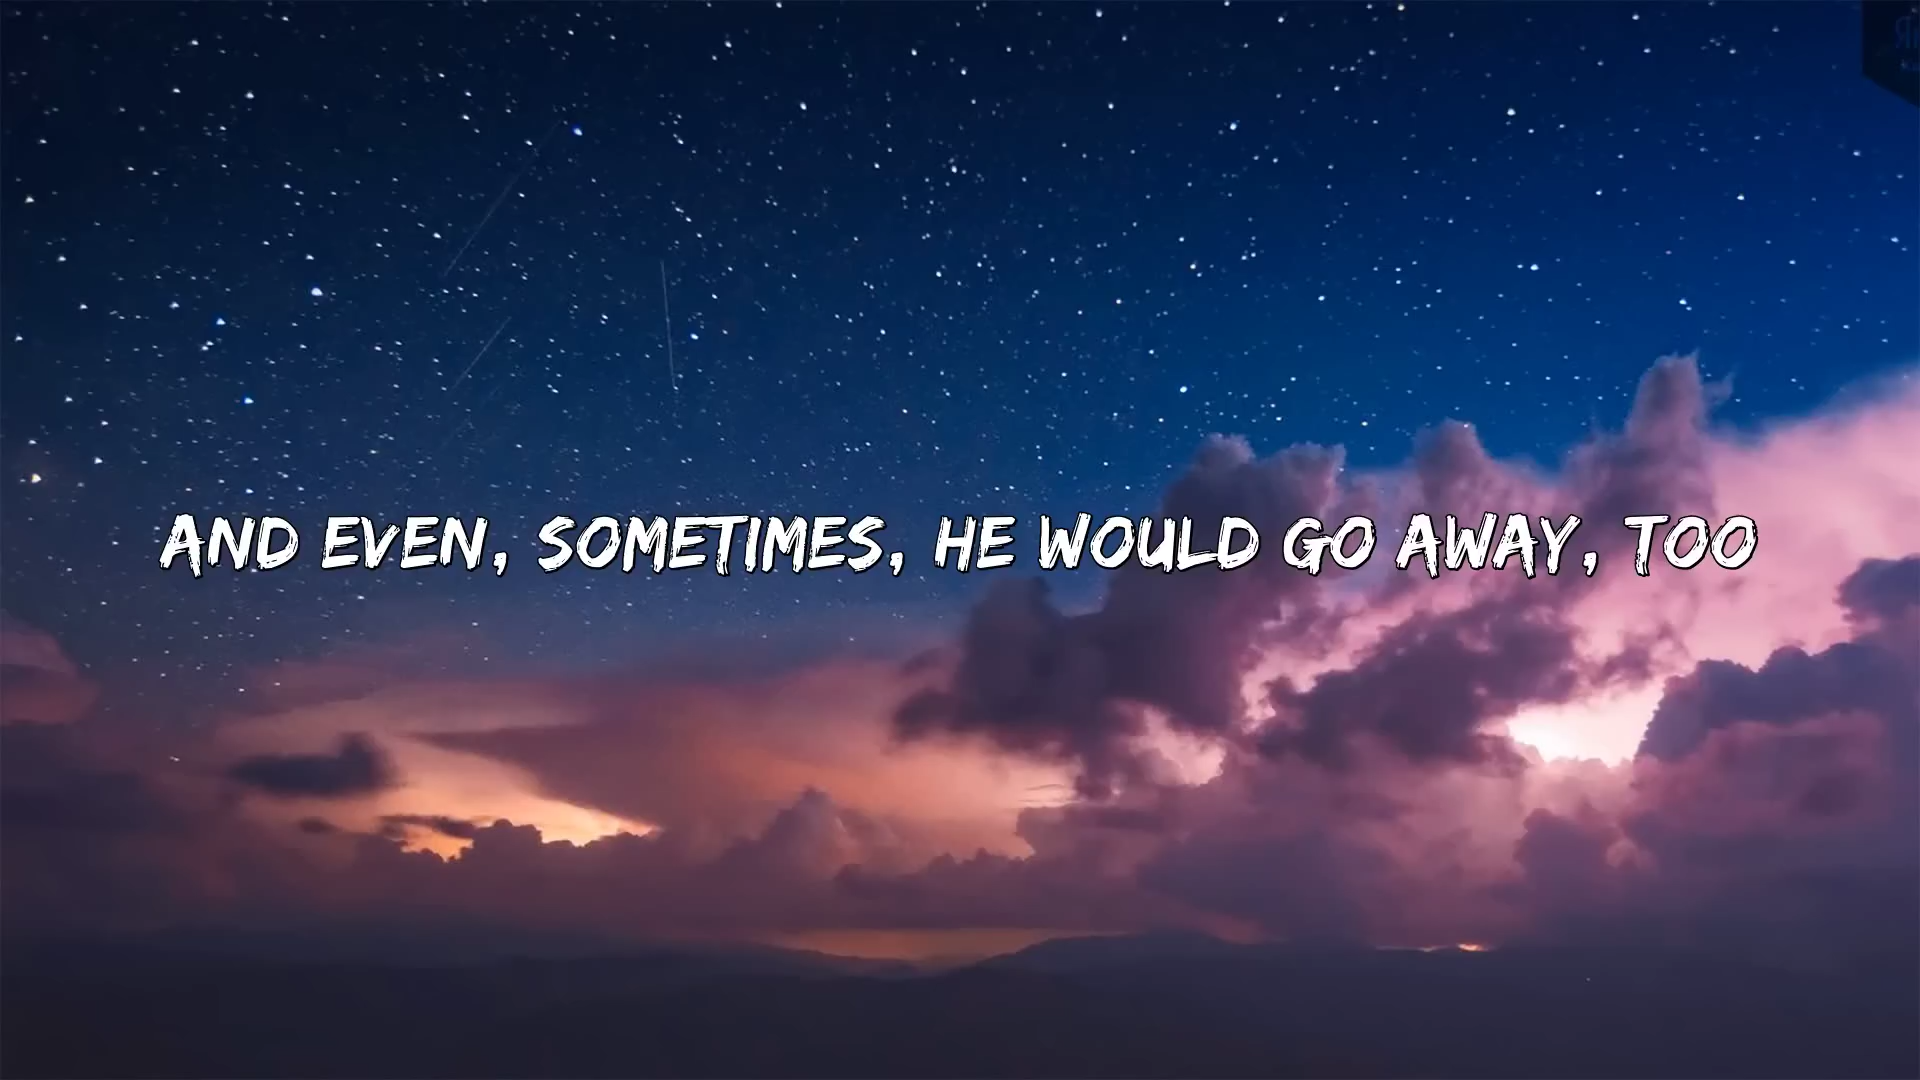 AND EVEN, SOMETIMES, HE WOULD GO AWAY, TOO